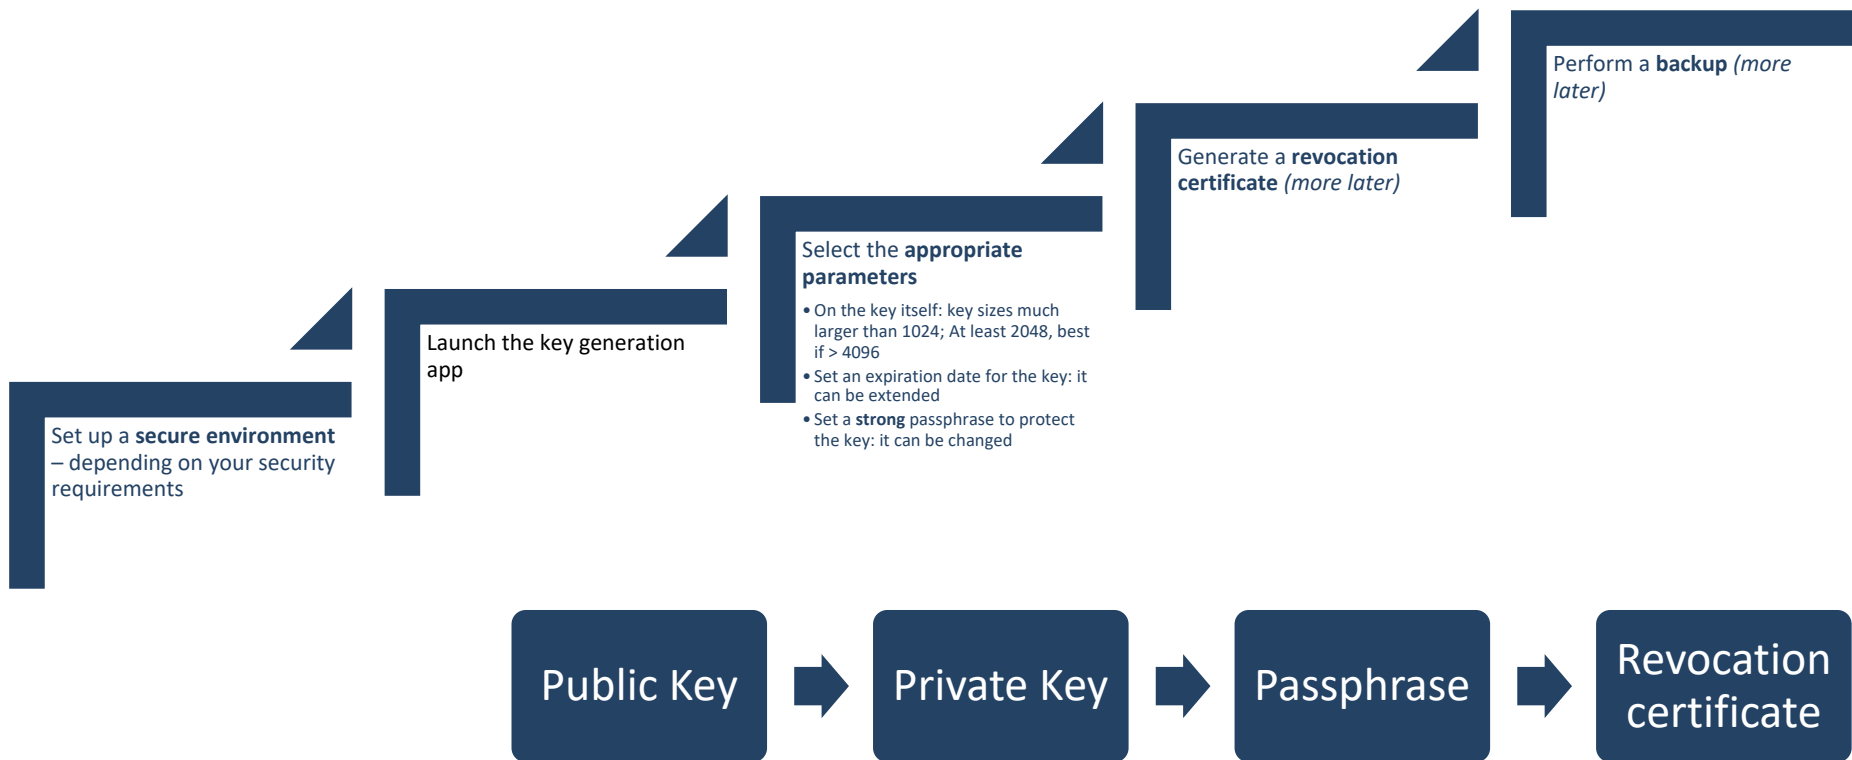 Set up a secure environment
– depending on your security
requirements
Launch the key generation
app
Select the appropriate
parameters
• On the key itself: key sizes much
larger than 1024; At least 2048, best
if > 4096
• Set an expiration date for the key: it
can be extended
• Set a strong passphrase to protect
the key: it can be changed
Generate a revocation
certificate (more later)
Perform a backup (more
later)
Public Key
Private Key
Passphrase
Revocation
certificate